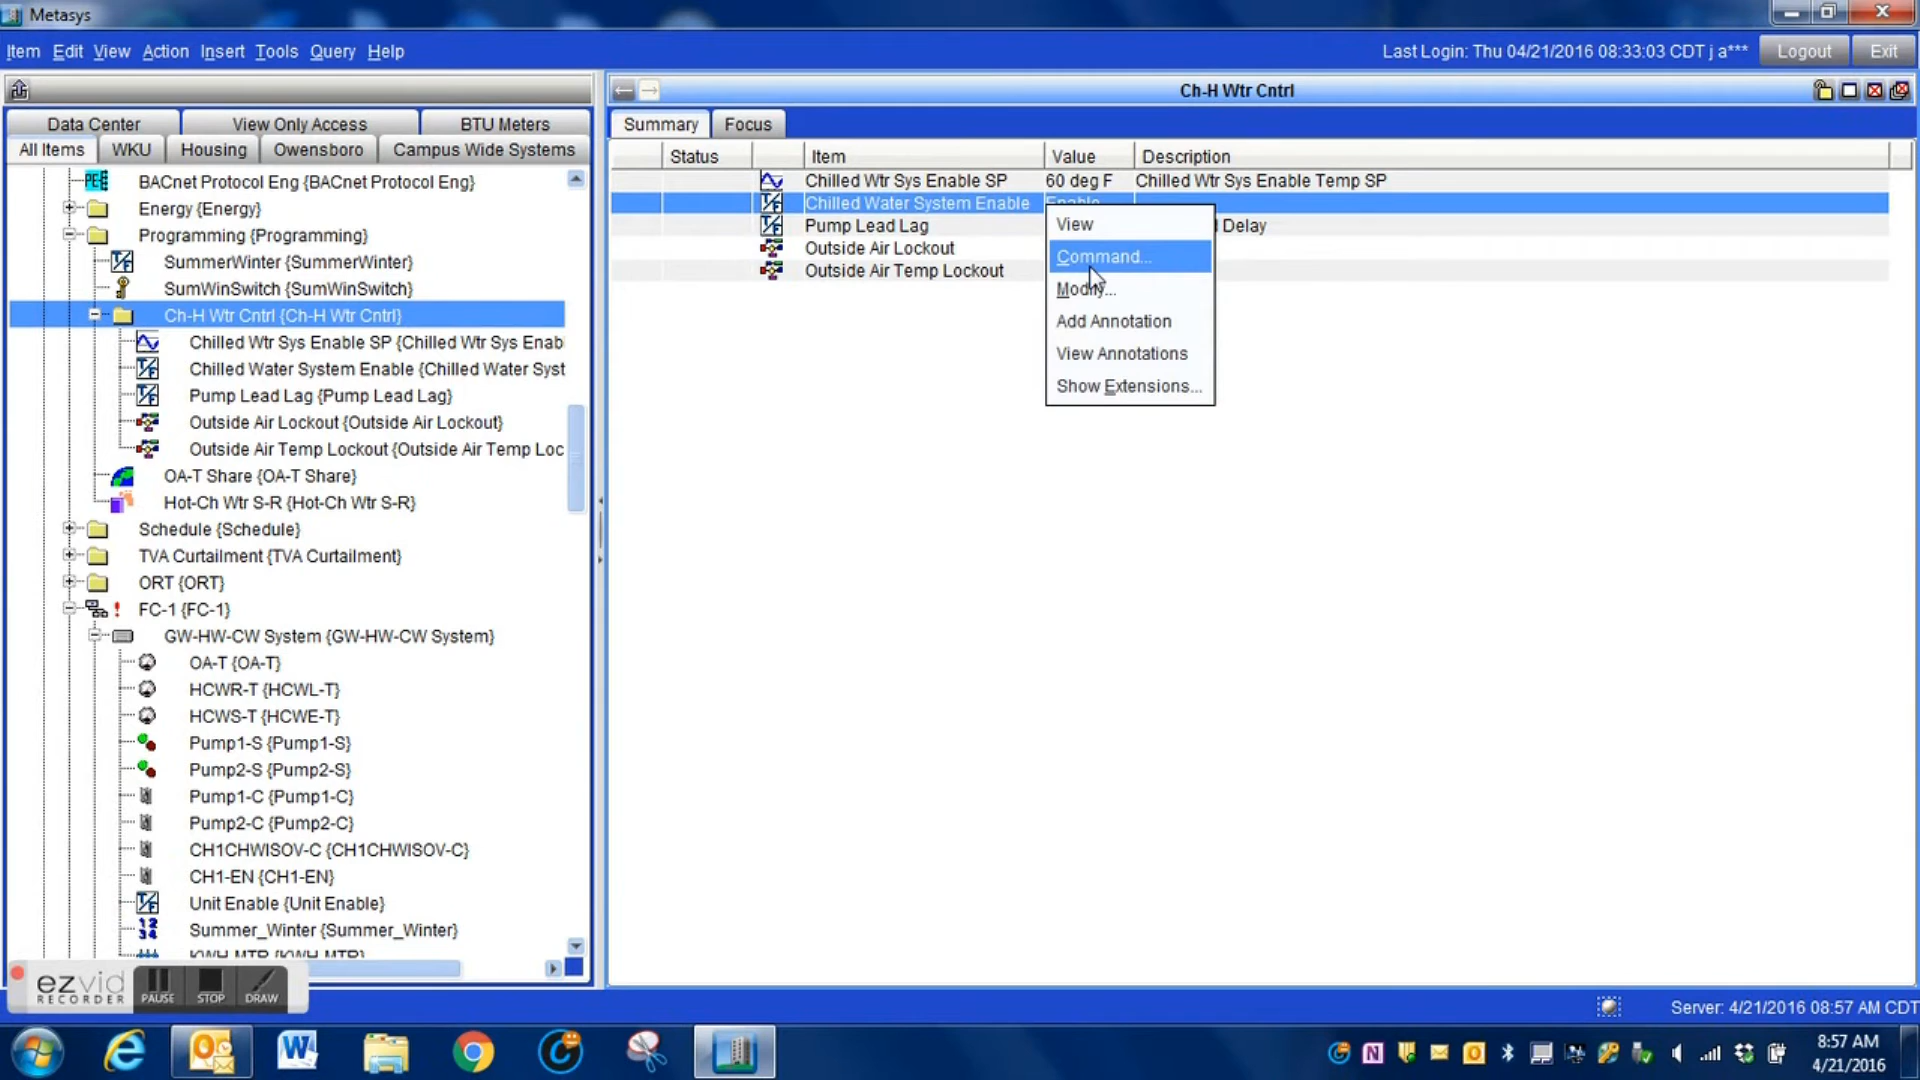 Metasys
Item Edit View Action Insert Tools Query Help
Last Login: Thu 04/21/2016 08:33:03 CDT j a***
Logout Exit
Data Center View Only Access BTU Meters
All Items WKU Housing Owensboro Campus Wide Systems
BACnet Protocol Eng {BACnet Protocol Eng}
Energy {Energy}
Programming {Programming}
SummerWinter {SummerWinter}
SumWinSwitch {SumWinSwitch}
Ch-H Wtr Cntrl {Ch-H Wtr Cntrl}
Chilled Wtr Sys Enable SP {Chilled Wtr Sys Enabl
Chilled Water System Enable {Chilled Water Syst
Pump Lead Lag {Pump Lead Lag}
Outside Air Lockout {Outside Air Lockout}
Outside Air Temp Lockout {Outside Air Temp Loc
OA-T Share {OA-T Share}
Hot-Ch Wtr S-R {Hot-Ch Wtr S-R}
Schedule {Schedule}
TVA Curtailment {TVA Curtailment}
ORT {ORT}
FC-1 {FC-1}
GW-HW-CW System {GW-HW-CW System}
OA-T {OA-T}
HCWR-T {HCWL-T}
HCWS-T {HCWE-T}
Pump1-S {Pump1-S}
Pump2-S {Pump2-S}
Pump1-C {Pump1-C}
Pump2-C {Pump2-C}
CH1CHWISOV-C {CH1CHWISOV-C}
CH1-EN {CH1-EN}
Unit Enable {Unit Enable}
Summer_Winter {Summer_Winter}
KWH-MTR {KWH-MTR}
Ch-H Wtr Cntrl
Summary Focus
Status Item Value Description
Chilled Wtr Sys Enable SP 60 deg F Chilled Wtr Sys Enable Temp SP
Chilled Water System Enable Enable
Pump Lead Lag Delay
Outside Air Lockout
Outside Air Temp Lockout
View
Command...
Modify...
Add Annotation
View Annotations
Show Extensions...
ezvid
RECORDER
PAUSE STOP DRAW
Server: 4/21/2016 08:57 AM CDT
8:57 AM
4/21/2016